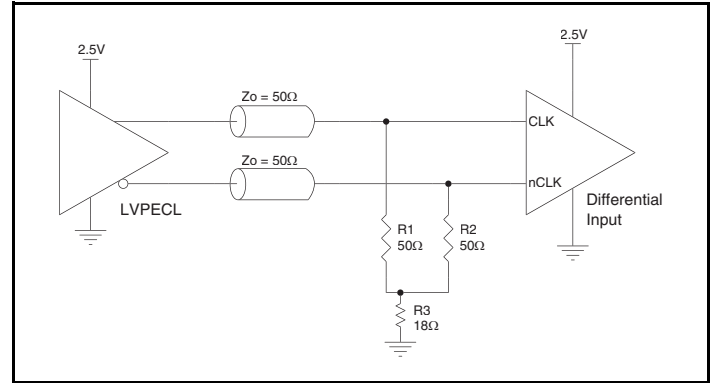 2.5V
2.5V
Zo = 50Ω
CLK
Zo = 50Ω
nCLK
LVPECL
Differential
Input
R1
50Ω
R2
50Ω
R3
18Ω